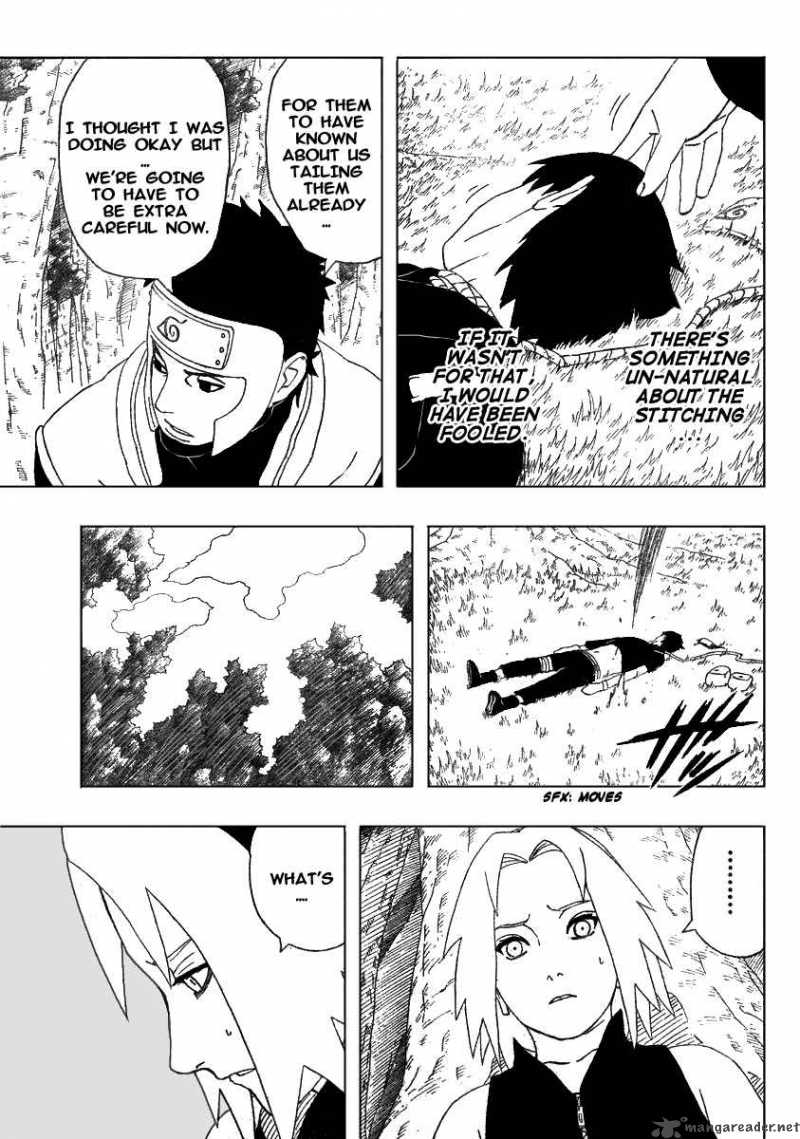 THERE'S
SOMETHING
UN-NATURAL
ABOUT THE
STITCHING
...
IF IT
WASN'T
FOR THAT,
I WOULD
HAVE BEEN
FOOLED.
FOR THEM
TO HAVE
KNOWN
ABOUT US
TAILING
THEM
ALREADY
...
I THOUGHT I WAS
DOING OKAY BUT
...
WE'RE GOING
TO HAVE TO
BE EXTRA
CAREFUL NOW.
SFX: MOVES
........
WHAT'S
....
mangareader.net